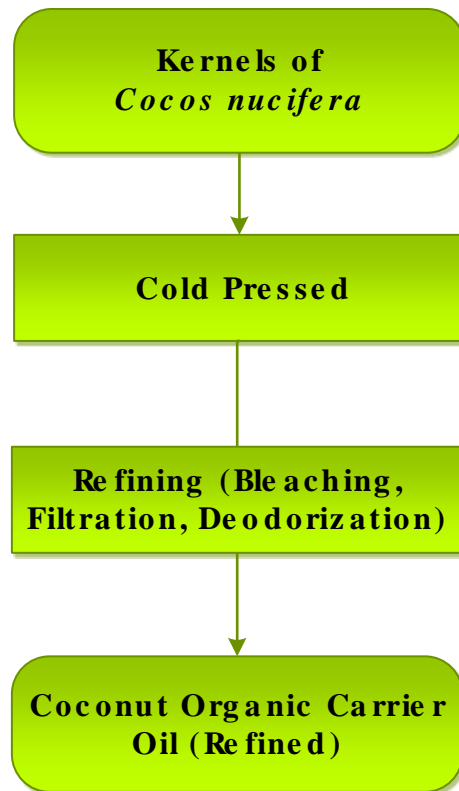 Kernels of
Cocos nucifera
Cold Pressed
Refining (Bleaching,
Filtration, Deodorization)
Coconut Organic Carrier
Oil (Refined)